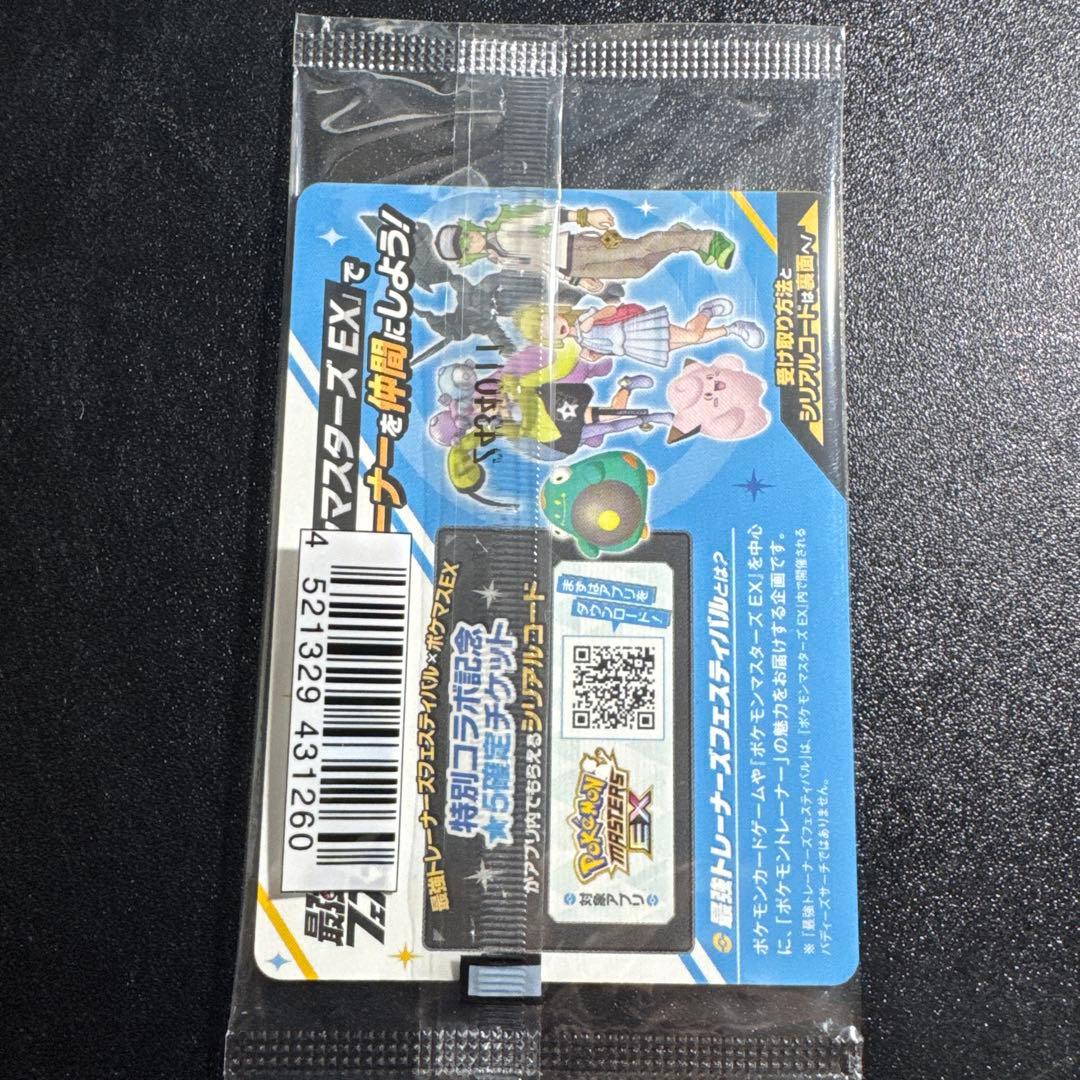 マスターズ EX』で
ーナーを仲間にしよう!
受け取り方法と
シリアルコードは裏面へ!
4 521329 431260
最強トレーナーズフェスティバル×ポケマスEX
特別コラボ記念
★5確定チケット
がアプリ内でもらえるシリアルコード
まずはアプリを
ダウンロード!
POKÉMON
MASTERS
EX
対象アプリ
最強トレーナーズフェスティバルとは?
ポケモンカードゲームや『ポケモンマスターズ EX』を中心
に、「ポケモントレーナー」の魅力をお届けする企画です。
※「最強トレーナーズフェスティバル」は、『ポケモンマスターズ EX』内で開催される
バディーズサーチではありません。